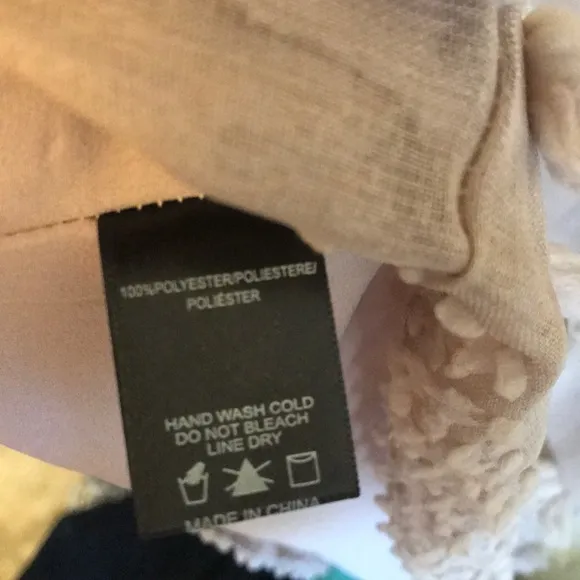 100%POLYESTER/POLIESTERE/
POLIÉSTER
HAND WASH COLD
DO NOT BLEACH
LINE DRY
MADE IN CHINA